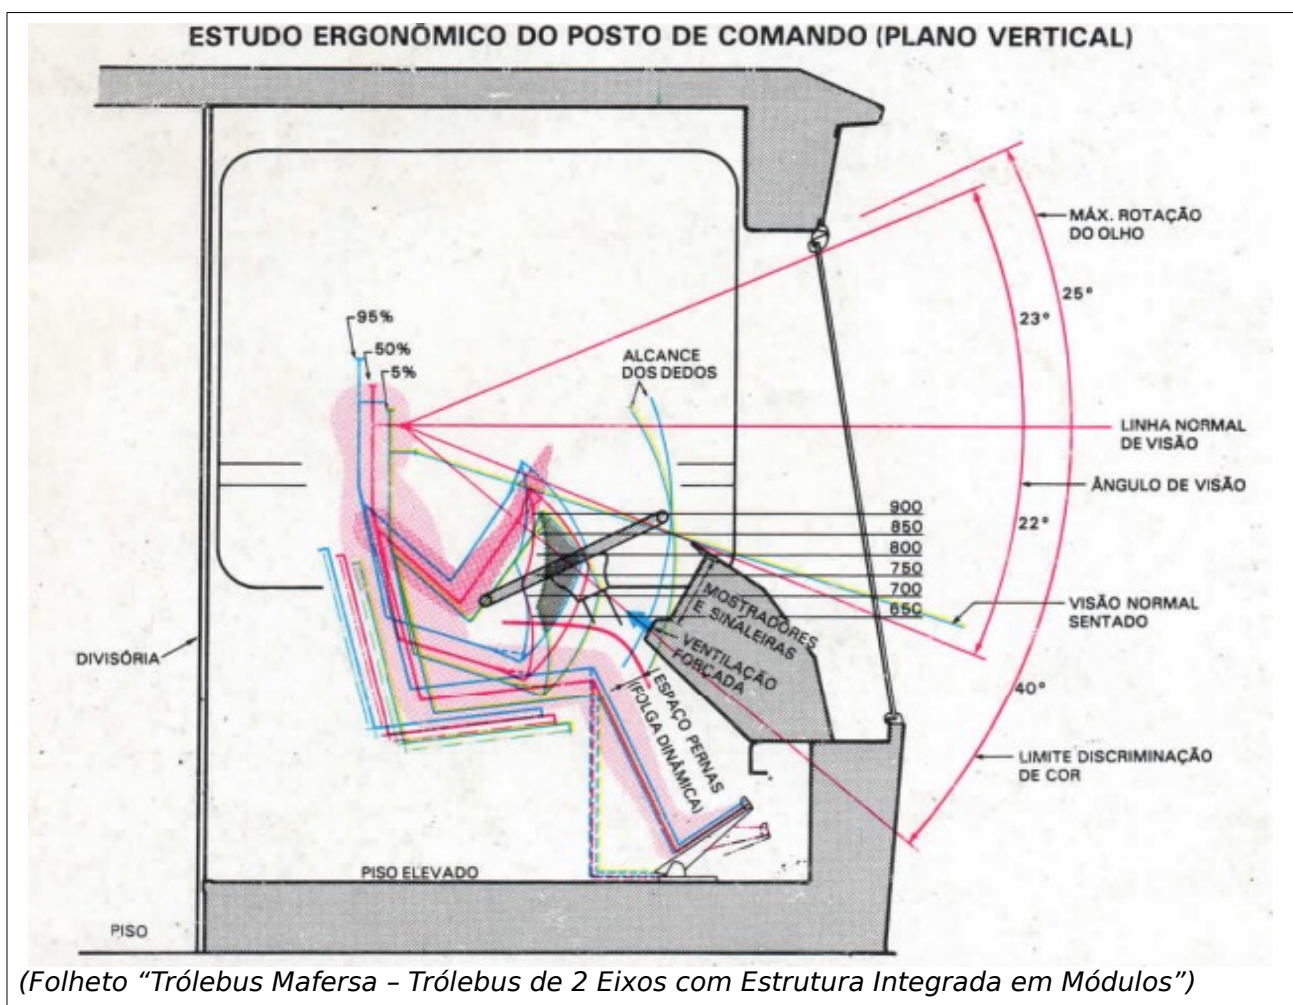 ESTUDO ERGONÔMICO DO POSTO DE COMANDO (PLANO VERTICAL)
MÁX. ROTAÇÃO
DO OLHO
25°
23°
95%
50%
5%
ALCANCE
DOS DEDOS
LINHA NORMAL
DE VISÃO
ÂNGULO DE VISÃO
900
850
800
750
700
650
22°
MOSTRADORES
E SINALEIRAS
VENTILAÇÃO
FORÇADA
VISÃO NORMAL
SENTADO
DIVISÓRIA
ESPAÇO PERNAS
(FOLGA DINÂMICA)
40°
LIMITE DISCRIMINAÇÃO
DE COR
PISO ELEVADO
PISO
(Folheto “Trólebus Mafersa – Trólebus de 2 Eixos com Estrutura Integrada em Módulos”)